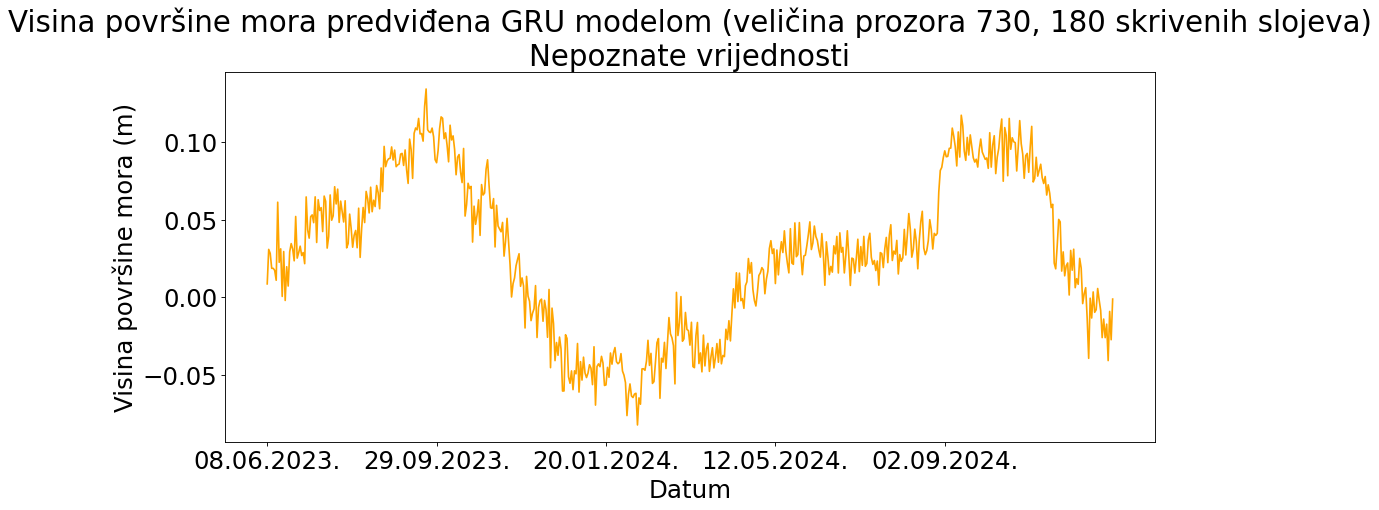 Visina površine mora predviđena GRU modelom (veličina prozora 730, 180 skrivenih slojeva)
Nepoznate vrijednosti
Visina površine mora (m)
0.10
0.05
0.00
−0.05
08.06.2023. 29.09.2023. 20.01.2024. 12.05.2024. 02.09.2024.
Datum